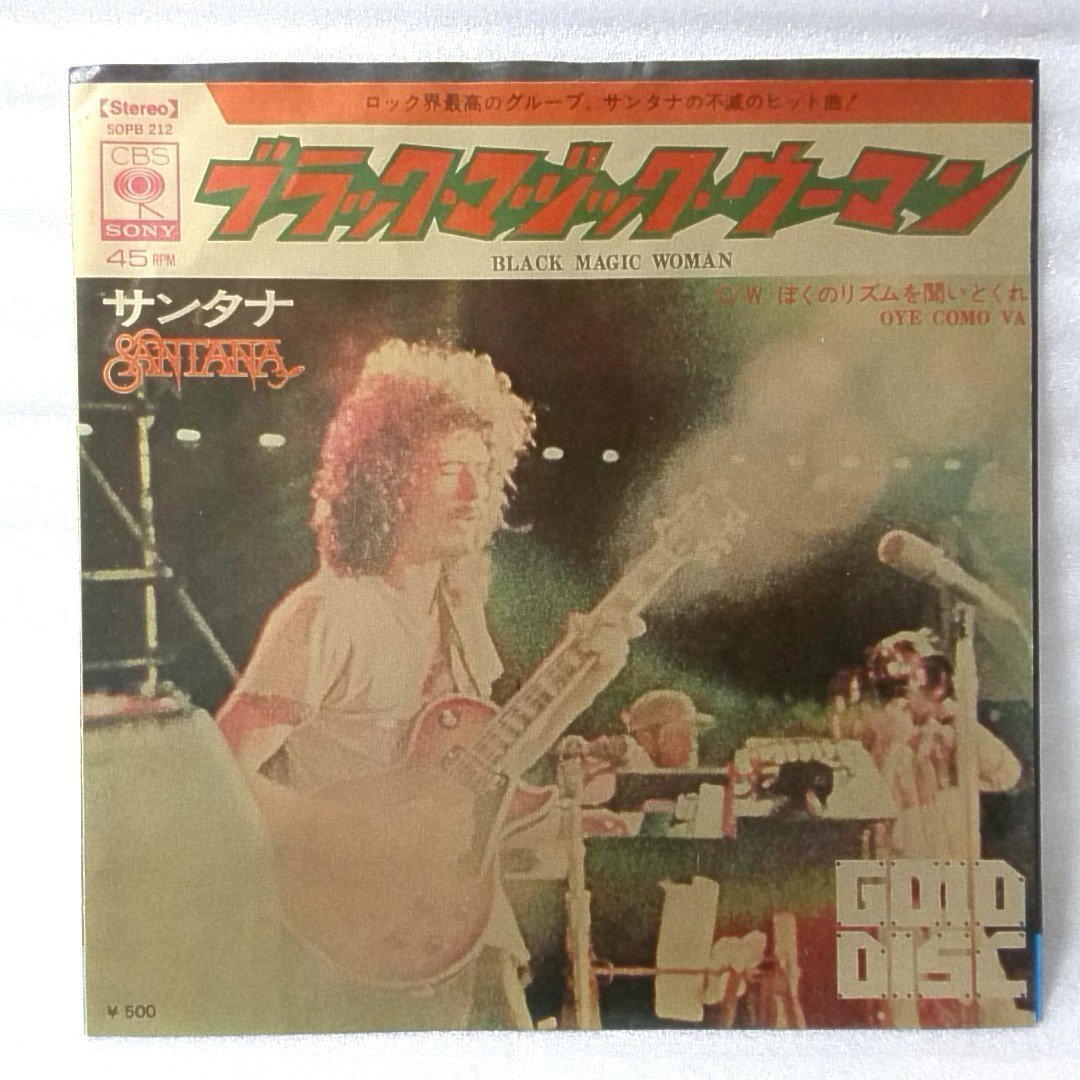 ロック界最高のグループ、サンタナの不滅のヒット曲!
【Stereo】
SOPB 212
CBS
SONY
45 RPM
ブラック・マジック・ウーマン
BLACK MAGIC WOMAN
サンタナ
SANTANA
C/W ぼくのリズムを聞いとくれ
OYE COMO VA
GOLD
DISC
¥ 500